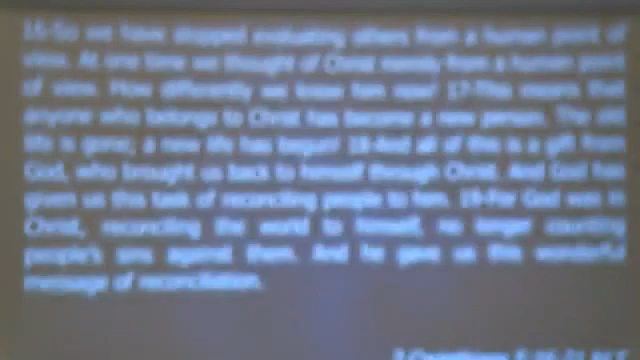 16-So we have stopped evaluating others from a human point of
view. At one time we thought of Christ merely from a human point
of view. How differently we know him now! 17-This means that
anyone who belongs to Christ has become a new person. The old
life is gone; a new life has begun! 18-And all of this is a gift from
God, who brought us back to himself through Christ. And God has
given us this task of reconciling people to him. 19-For God was in
Christ, reconciling the world to himself, no longer counting
people's sins against them. And he gave us this wonderful
message of reconciliation.
2 Corinthians